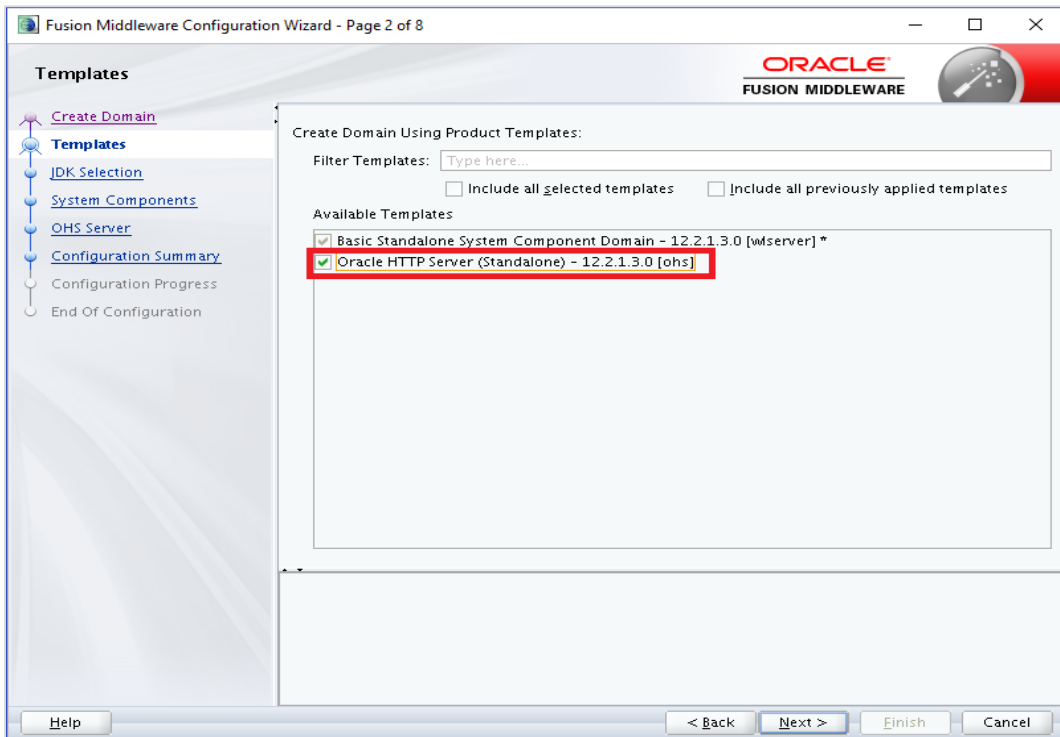 Fusion Middleware Configuration Wizard - Page 2 of 8
Templates
ORACLE
FUSION MIDDLEWARE
Create Domain
Templates
JDK Selection
System Components
OHS Server
Configuration Summary
Configuration Progress
End Of Configuration
Create Domain Using Product Templates:
Filter Templates: Type here...
Include all selected templates Include all previously applied templates
Available Templates
Basic Standalone System Component Domain - 12.2.1.3.0 [wlserver] *
Oracle HTTP Server (Standalone) - 12.2.1.3.0 [ohs]
Help < Back Next > Finish Cancel